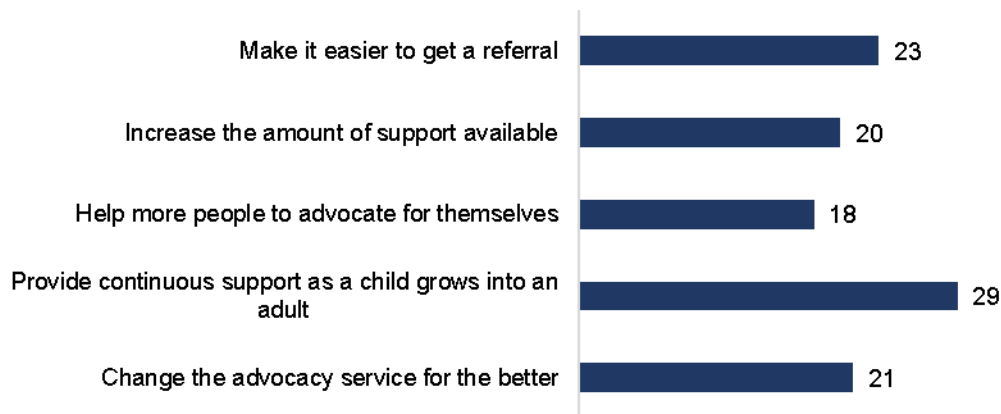 Make it easier to get a referral 23
Increase the amount of support available 20
Help more people to advocate for themselves 18
Provide continuous support as a child grows into an
adult 29
Change the advocacy service for the better 21